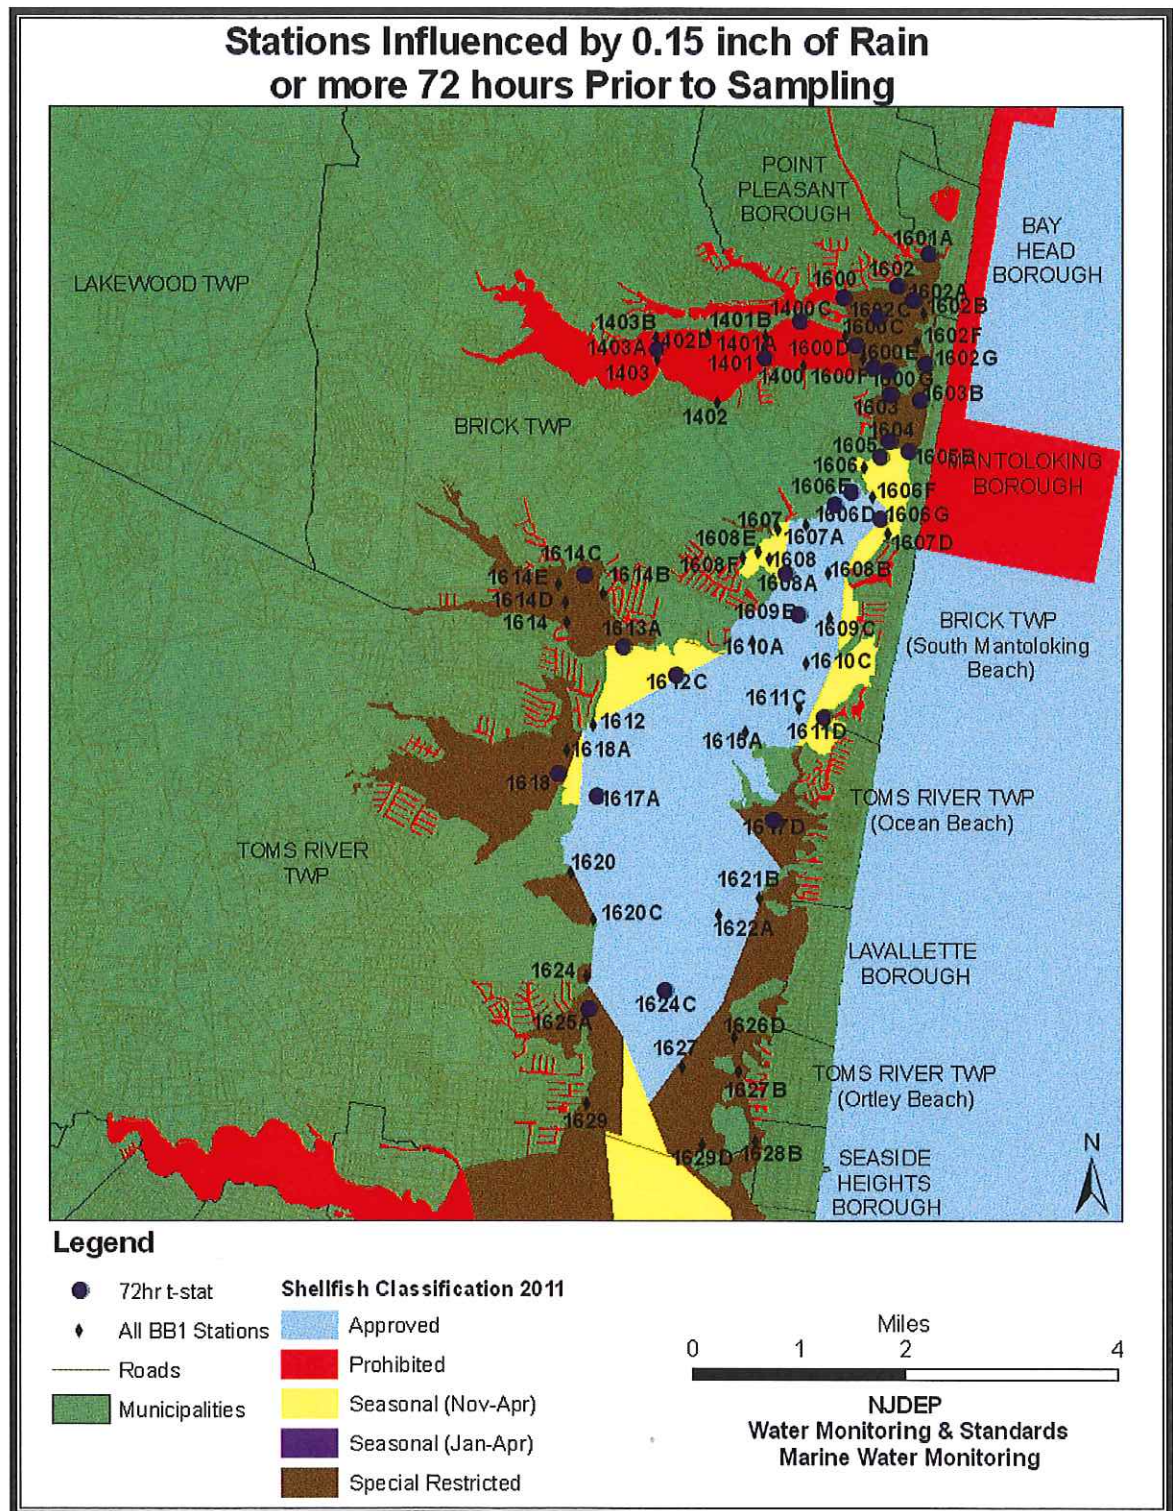 Stations Influenced by 0.15 inch of Rain
or more 72 hours Prior to Sampling
POINT
PLEASANT
BOROUGH
BAY
HEAD
BOROUGH
LAKEWOOD TWP
1601A
1602
1600
1602A
1602B
1602C
1400C
1600C
1403B
1402D
1401B
1401A
1600D
1602F
1403A
1403
1401
1400
1600E
1600F
1602G
1600G
1402
1603
1603B
BRICK TWP
1604
1605
1605B
MANTOLOKING
BOROUGH
1606
1606E
1606F
1606D
1606G
1607
1607A
1607D
1608E
1608F
1608
1608A
1608B
1614C
1614E
1614B
1614D
1614
1609E
1609C
1613A
1610A
1610C
BRICK TWP
(South Mantoloking
Beach)
1612C
1611C
1611D
1612
1615A
1618A
1618
1617A
1617D
TOMS RIVER TWP
(Ocean Beach)
TOMS RIVER
TWP
1620
1621B
1620C
1622A
LAVALLETTE
BOROUGH
1624
1624C
1625A
1626D
1627
1627B
TOMS RIVER TWP
(Ortley Beach)
1629
1629D
1628B
SEASIDE
HEIGHTS
BOROUGH
N
Legend
72hr t-stat
All BB1 Stations
Roads
Municipalities
Shellfish Classification 2011
Approved
Prohibited
Seasonal (Nov-Apr)
Seasonal (Jan-Apr)
Special Restricted
Miles
0 1 2 4
NJDEP
Water Monitoring & Standards
Marine Water Monitoring